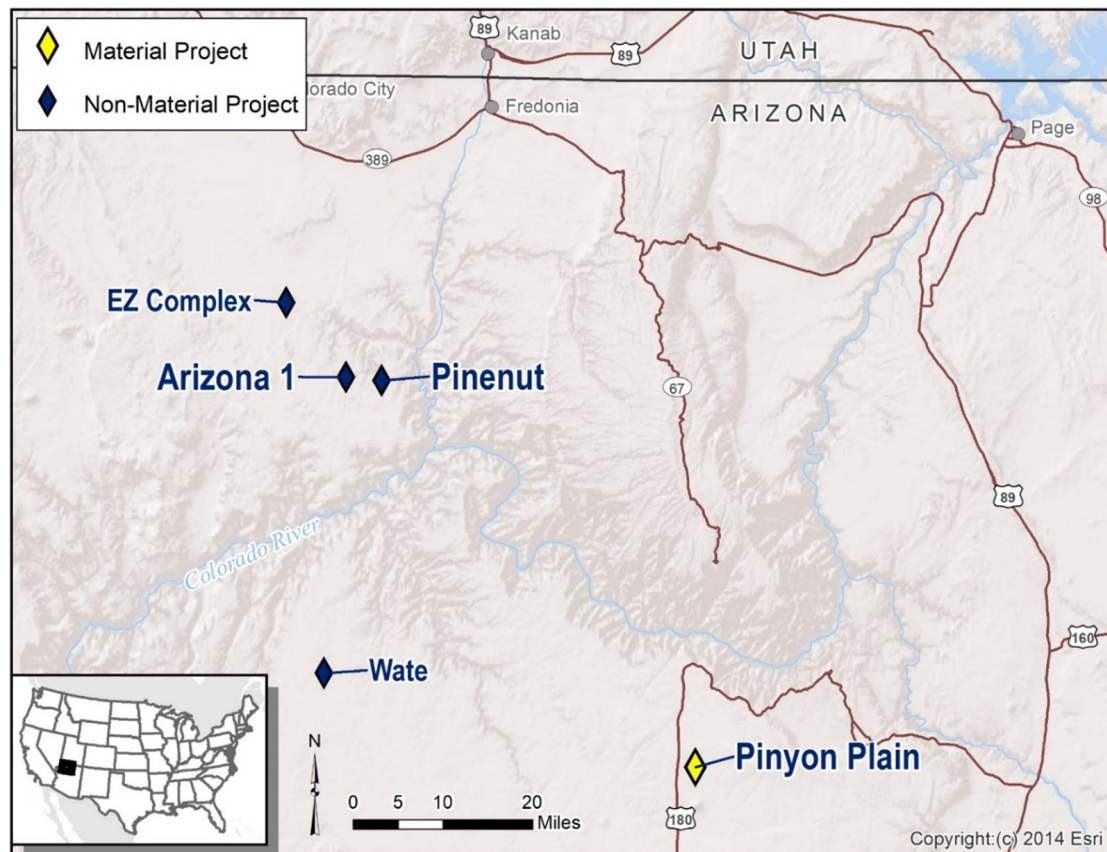 Material Project
Non-Material Project
89
Kanab
89
UTAH
orado City
Fredonia
ARIZONA
Page
389
98
EZ Complex
Arizona 1
Pinenut
67
89
Colorado River
160
Wate
N
Pinyon Plain
0 5 10 20
Miles
180
Copyright:(c) 2014 Esri